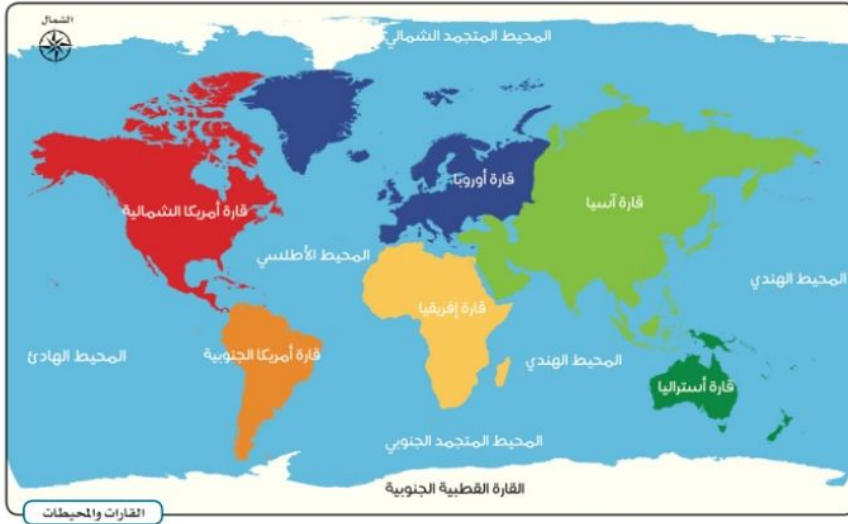 الشمال
المحيط المتجمد الشمالي
قارة أوروبا
قارة آسيا
قارة أمريكا الشمالية
المحيط الأطلسي
المحيط الهندي
قارة إفريقيا
المحيط الهادئ
قارة أمريكا الجنوبية
المحيط الهندي
قارة أستراليا
المحيط المتجمد الجنوبي
القارة القطبية الجنوبية
القارات والمحيطات